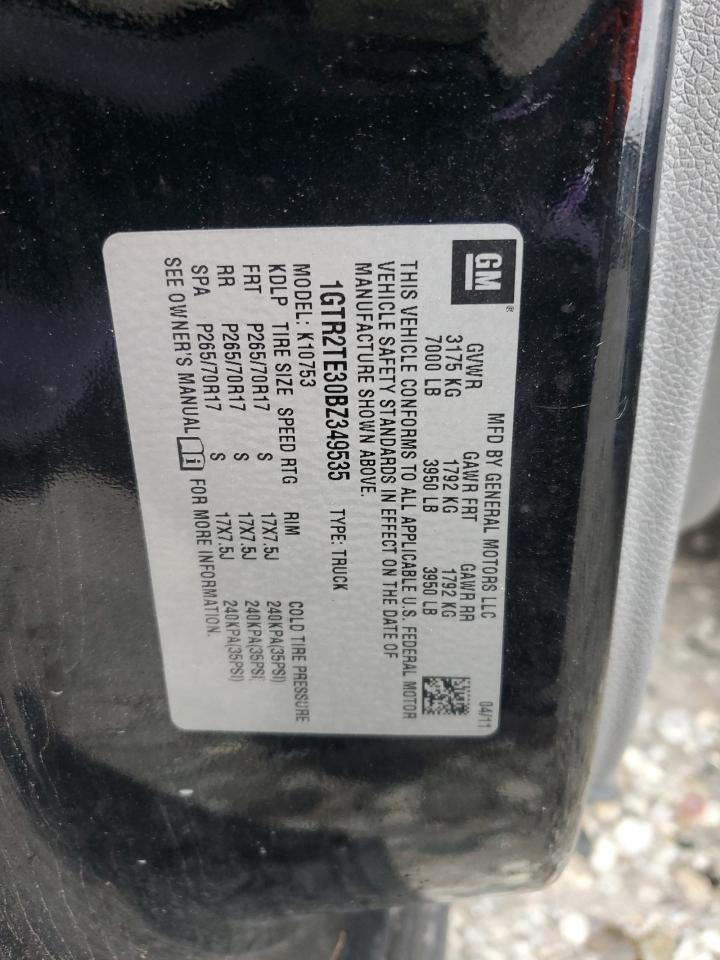 GM®
MFD BY GENERAL MOTORS LLC 04/11
GVWR GAWR FRT GAWR RR
3175 KG 1792 KG 1792 KG
7000 LB 3950 LB 3950 LB
THIS VEHICLE CONFORMS TO ALL APPLICABLE U.S. FEDERAL MOTOR
VEHICLE SAFETY STANDARDS IN EFFECT ON THE DATE OF
MANUFACTURE SHOWN ABOVE.
1GTR2TE30BZ349535 TYPE: TRUCK
MODEL: K10753
KDLP TIRE SIZE SPEED RTG RIM COLD TIRE PRESSURE
FRT P265/70R17 S 17X7.5J 240KPA(35PSI)
RR P265/70R17 S 17X7.5J 240KPA(35PSI)
SPA P265/70R17 S 17X7.5J 240KPA(35PSI)
SEE OWNER'S MANUAL FOR MORE INFORMATION.